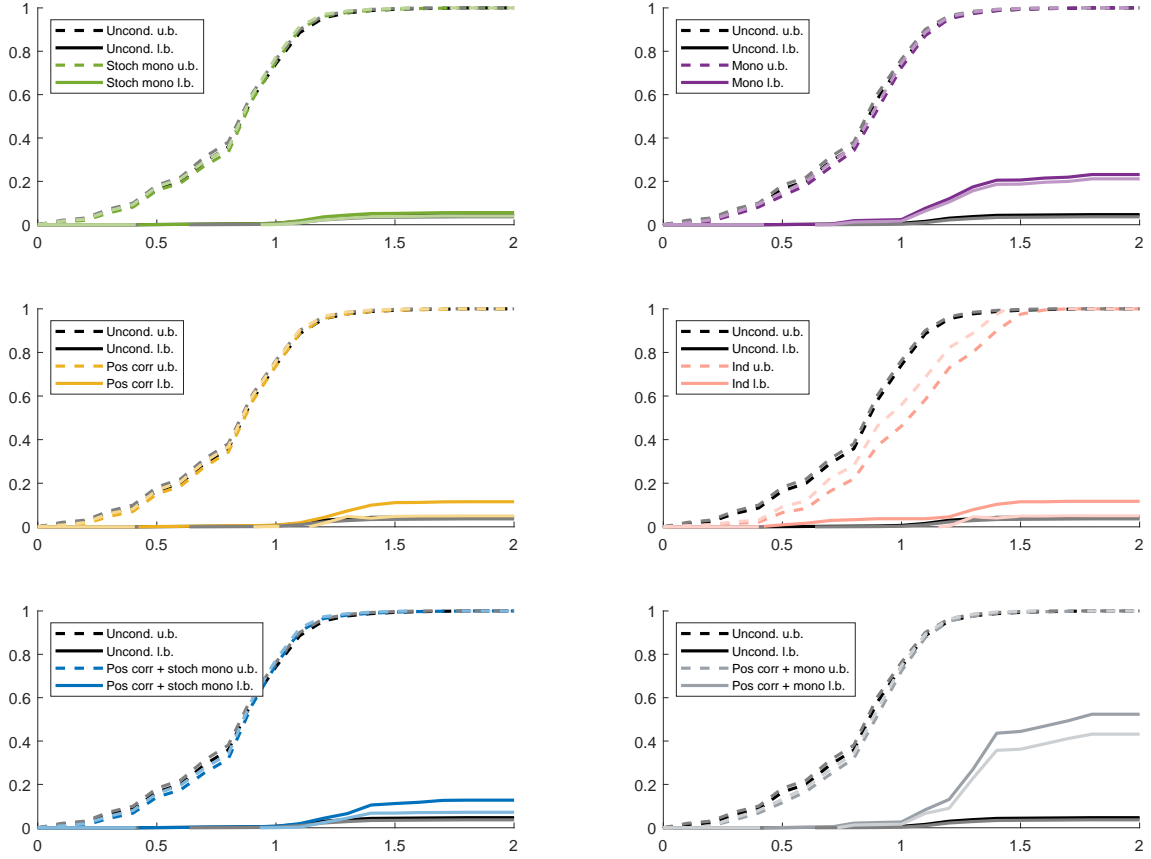 1
0.8
0.6
0.4
0.2
0
0 0.5 1 1.5 2
Uncond. u.b.
Uncond. l.b.
Stoch mono u.b.
Stoch mono l.b.
1
0.8
0.6
0.4
0.2
0
0 0.5 1 1.5 2
Uncond. u.b.
Uncond. l.b.
Mono u.b.
Mono l.b.
1
0.8
0.6
0.4
0.2
0
0 0.5 1 1.5 2
Uncond. u.b.
Uncond. l.b.
Pos corr u.b.
Pos corr l.b.
1
0.8
0.6
0.4
0.2
0
0 0.5 1 1.5 2
Uncond. u.b.
Uncond. l.b.
Ind u.b.
Ind l.b.
1
0.8
0.6
0.4
0.2
0
0 0.5 1 1.5 2
Uncond. u.b.
Uncond. l.b.
Pos corr + stoch mono u.b.
Pos corr + stoch mono l.b.
1
0.8
0.6
0.4
0.2
0
0 0.5 1 1.5 2
Uncond. u.b.
Uncond. l.b.
Pos corr + mono u.b.
Pos corr + mono l.b.